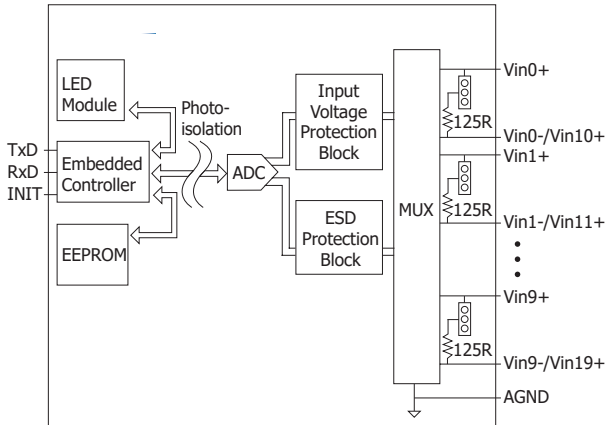 LED
Module
Photo-
isolation
TxD
RxD
INIT
Embedded
Controller
EEPROM
ADC
Input
Voltage
Protection
Block
ESD
Protection
Block
MUX
Vin0+
125R
Vin0-/Vin10+
Vin1+
125R
Vin1-/Vin11+
Vin9+
125R
Vin9-/Vin19+
AGND